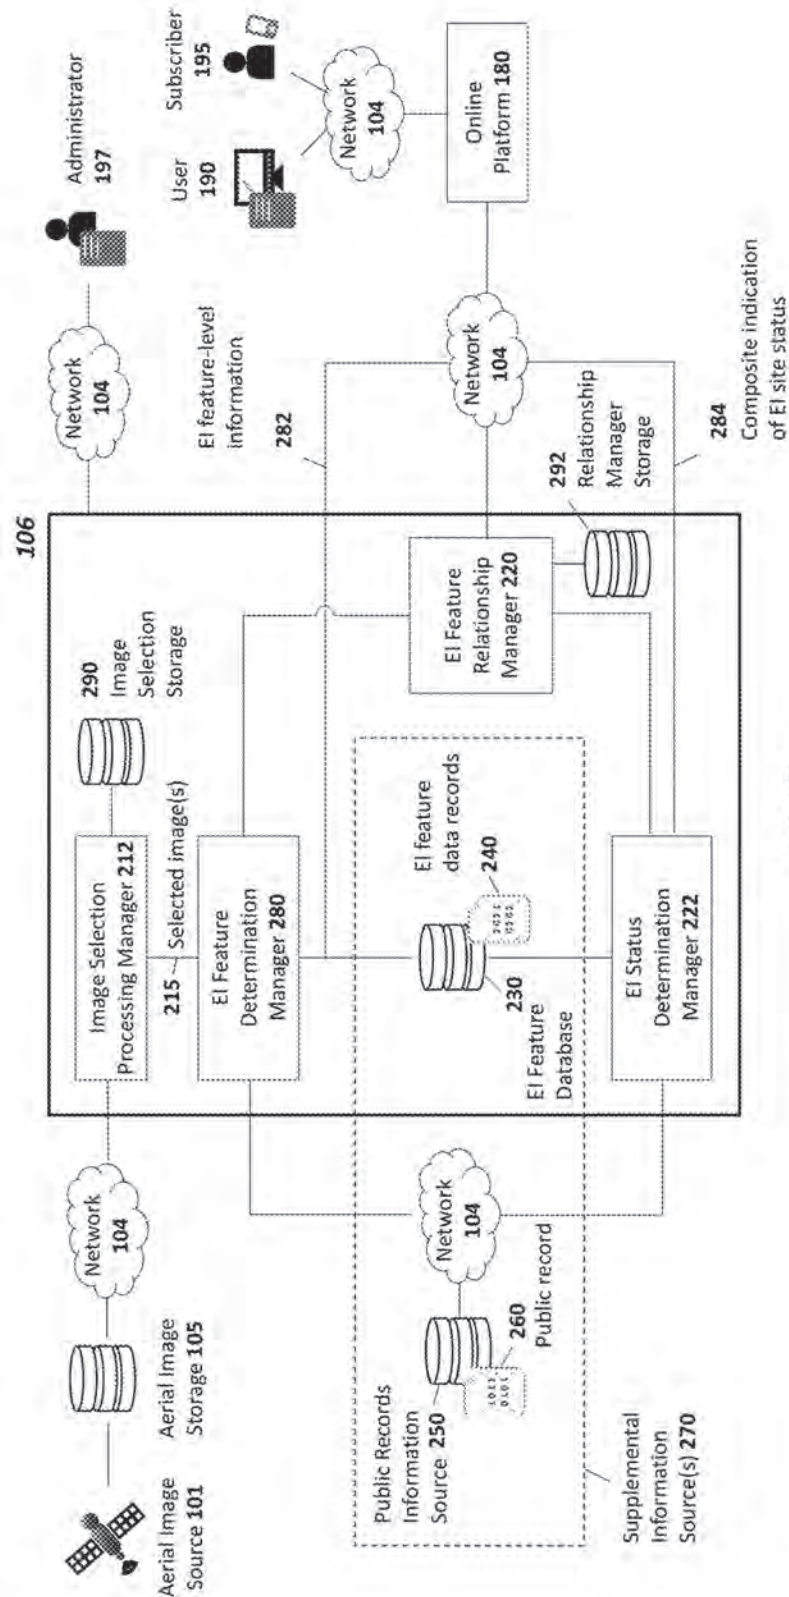 106
Aerial Image
Source 101
Aerial Image
Storage 105
Network
104
Image Selection
Processing Manager 212
290
Image
Selection
Storage
Network
104
Administrator
197
215
Selected image(s)
EI Feature
Determination
Manager 280
EI feature-level
information
282
User
190
Subscriber
195
Network
104
Public Records
Information
Source 250
260
Public record
Network
104
EI feature
data records
240
230
EI Feature
Database
EI Feature
Relationship
Manager 220
292
Relationship
Manager
Storage
Network
104
Online
Platform 180
Supplemental
Information
Source(s) 270
EI Status
Determination
Manager 222
284
Composite indication
of EI site status